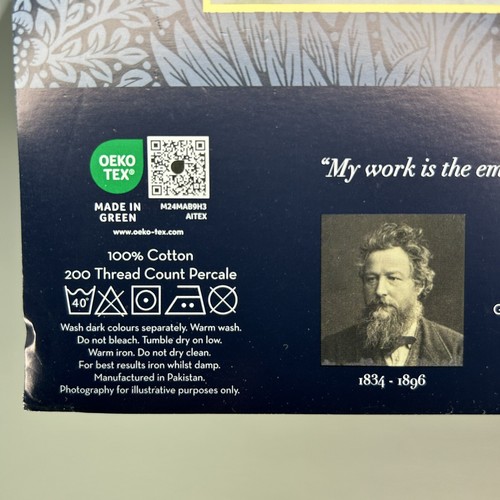 OEKO
TEX®
MADE IN
GREEN
M24MAB9H3
AITEX
www.oeko-tex.com
100% Cotton
200 Thread Count Percale
40°
Wash dark colours separately. Warm wash.
Do not bleach. Tumble dry on low.
Warm iron. Do not dry clean.
For best results iron whilst damp.
Manufactured in Pakistan.
Photography for illustrative purposes only.
“My work is the em
G
1834 - 1896